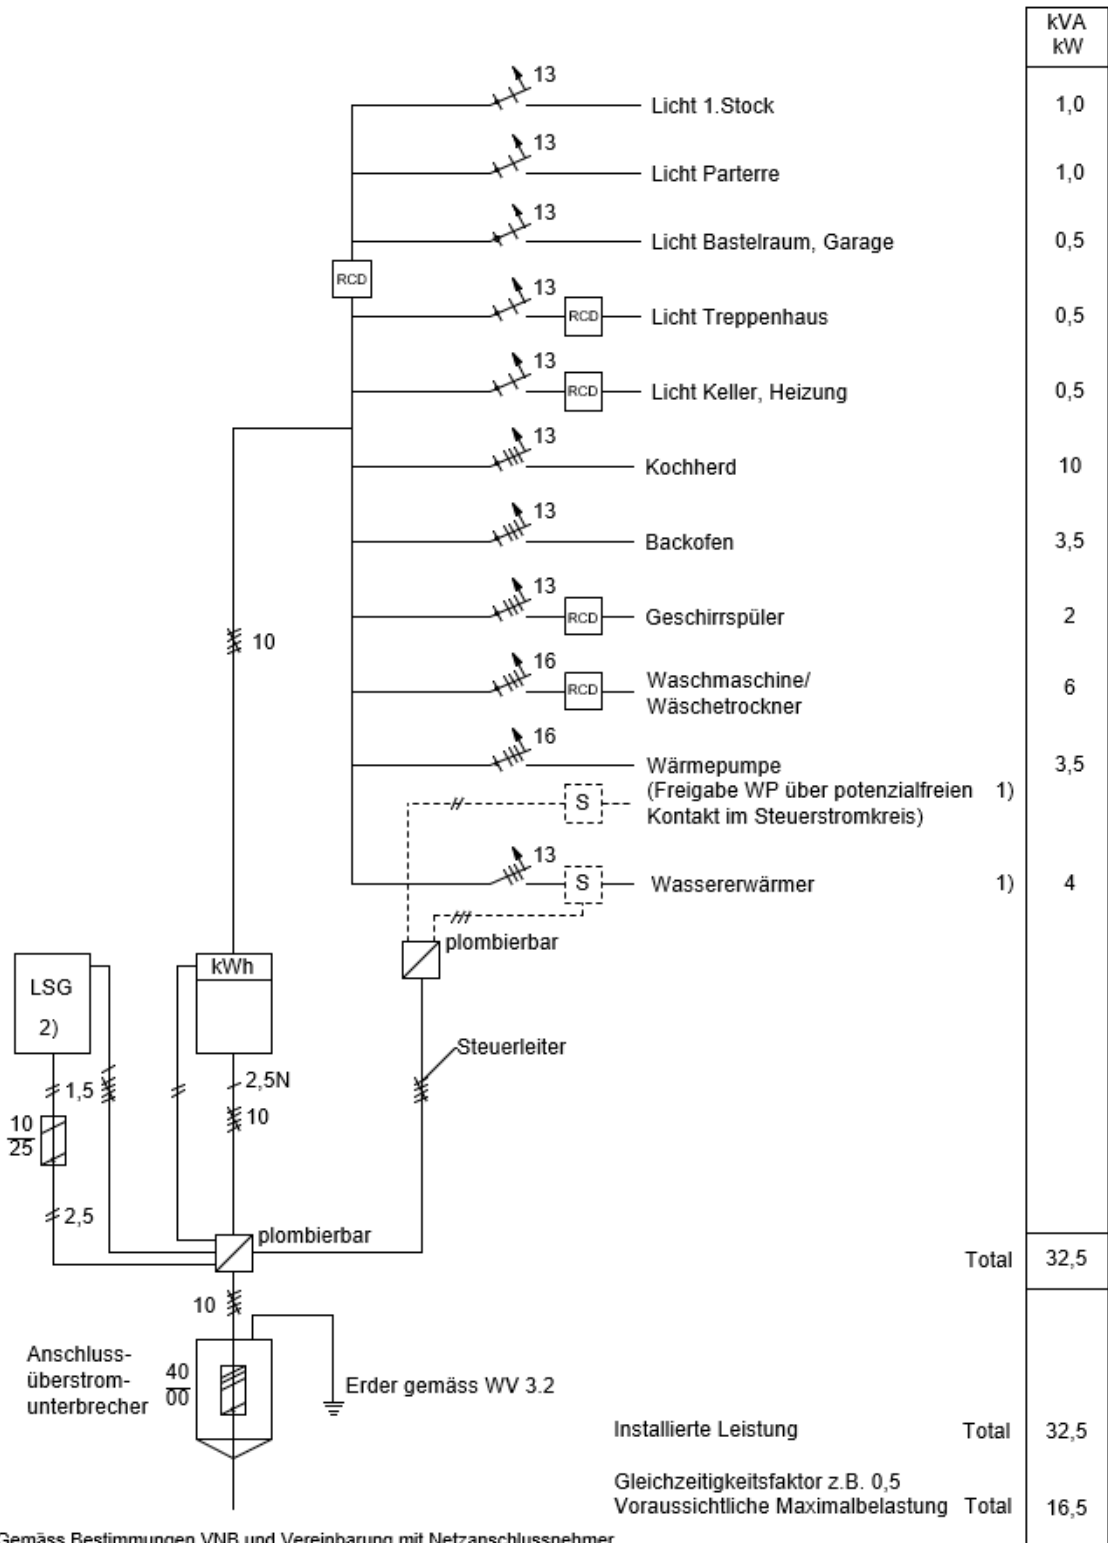 kVA
kW
13
Licht 1.Stock 1,0
13
Licht Parterre 1,0
13
Licht Bastelraum, Garage 0,5
RCD
13
RCD Licht Treppenhaus 0,5
13
RCD Licht Keller, Heizung 0,5
13
Kochherd 10
13
Backofen 3,5
13
RCD Geschirrspüler 2
10
16
RCD Waschmaschine/ 6
Wäschetrockner
16
Wärmepumpe 3,5
(Freigabe WP über potenzialfreien 1)
S
Kontakt im Steuerstromkreis)
13
S Wassererwärmer 1) 4
plombierbar
kWh
LSG
2)
Steuerleiter
1,5
2,5N
10
10
25
2,5
plombierbar
Total 32,5
10
Anschluss-
überstrom-
unterbrecher
40
00
Erder gemäss WV 3.2
Installierte Leistung Total 32,5
Gleichzeitigkeitsfaktor z.B. 0,5
Voraussichtliche Maximalbelastung Total 16,5
Gemäss Bestimmungen VNB und Vereinbarung mit Netzanschlussnehmer